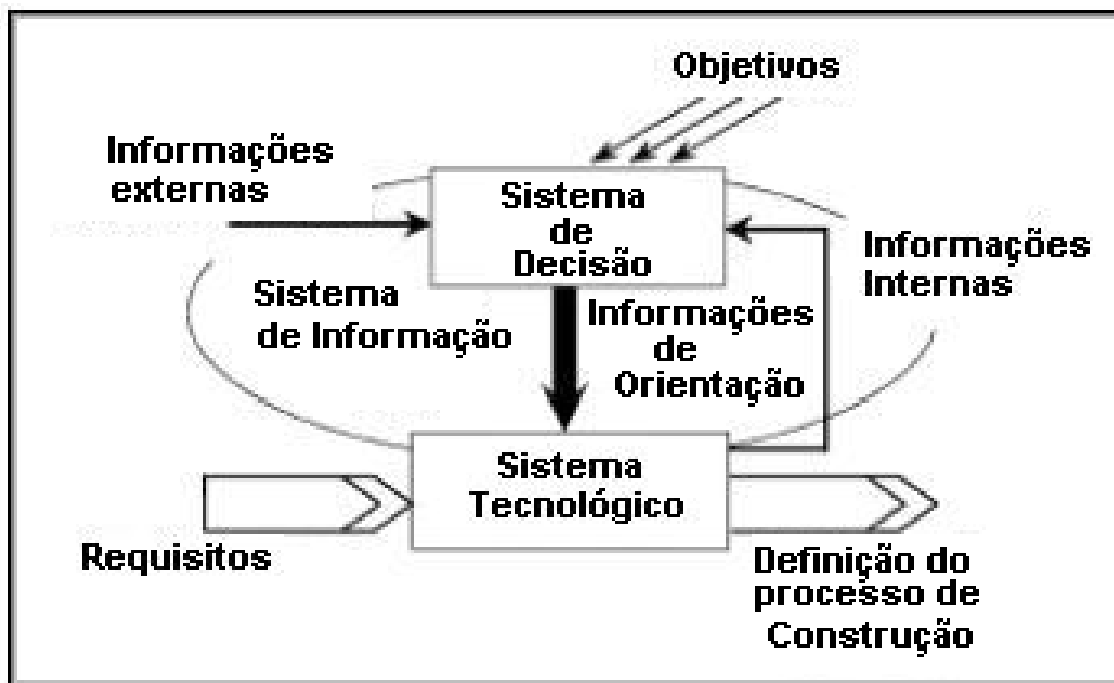 Objetivos
Informações
externas
Sistema
de
Decisão
Informações
Internas
Sistema
de Informação
Informações
de
Orientação
Sistema
Tecnológico
Requisitos
Definição do
processo de
Construção